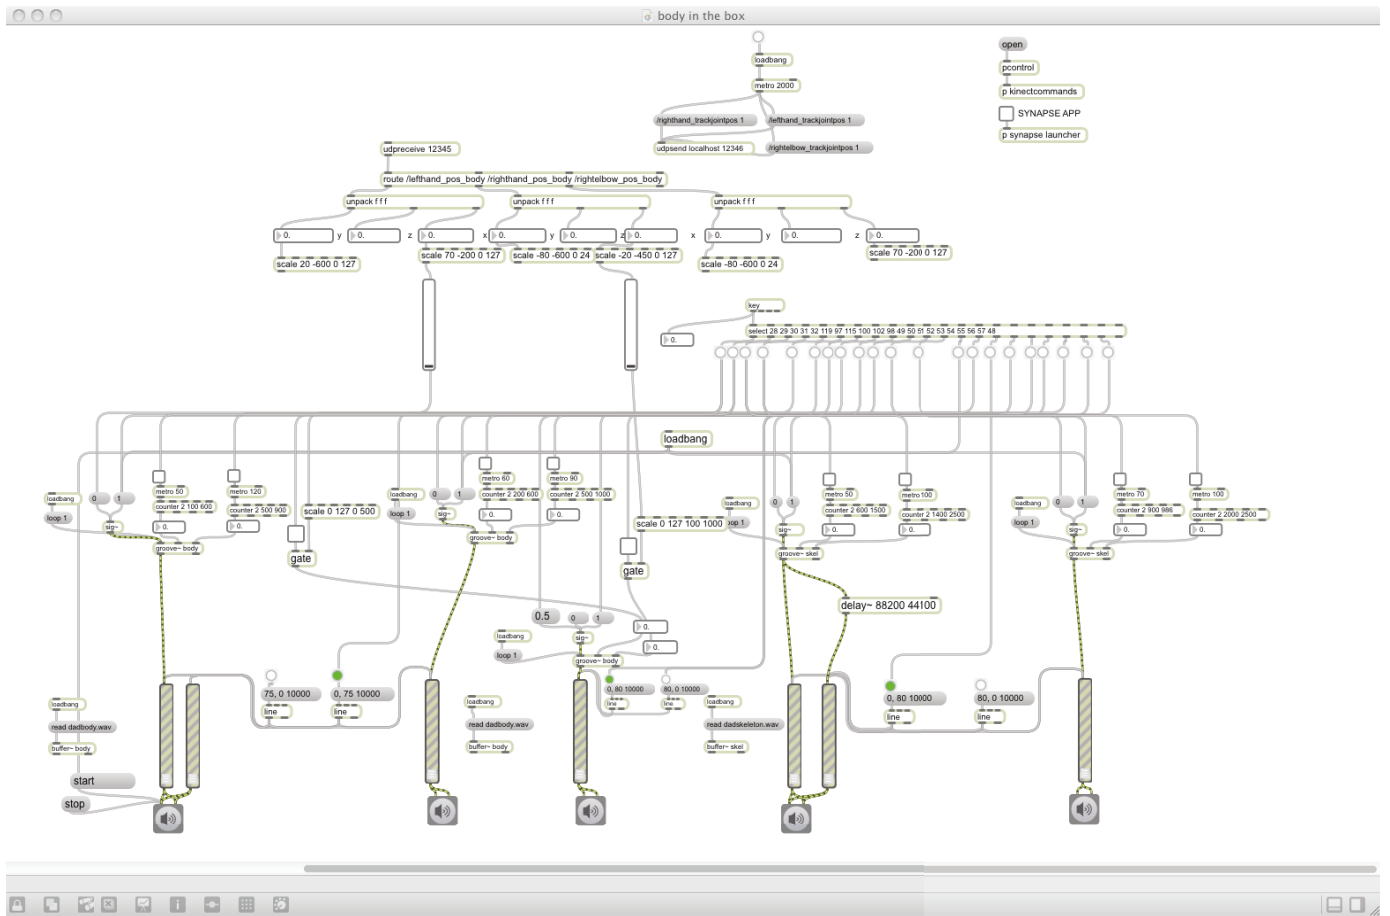 body in the box
open
loadbang
pcontrol
metro 2000
p kinectcommands
SYNAPSE APP
/righthand_trackjointpos 1
/lefthand_trackjointpos 1
p synapse launcher
udpreceive 12345
udpsend localhost 12346
/rightelbow_trackjointpos 1
route /lefthand_pos_body /righthand_pos_body /rightelbow_pos_body
unpack f f f
unpack f f f
unpack f f f
0. y 0. z 0. x 0. y 0. z 0. x 0. y 0. z 0.
scale 70 -200 0 127
scale -80 -600 0 24
scale -20 -450 0 127
scale 70 -200 0 127
scale 20 -600 0 127
scale -80 -600 0 24
key
select 28 29 30 31 32 119 97 115 100 102 98 49 50 51 52 53 54 55 56 57 48
0.
loadbang
metro 50
metro 120
metro 60
metro 90
metro 50
metro 100
metro 70
metro 100
loadbang
0
1
counter 2 100 600
counter 2 500 900
scale 0 127 0 500
loadbang
0
1
counter 2 200 600
counter 2 500 1000
loadbang
0
1
counter 2 600 1500
counter 2 1400 2500
loadbang
0
1
counter 2 900 986
counter 2 2000 2500
loop 1
sig~
0.
0.
loop 1
sig~
0.
0.
scale 0 127 100 1000
op 1
sig~
0.
0.
loop 1
sig~
0.
0.
groove~ body
gate
groove~ body
gate
groove~ skel
groove~ skel
delay~ 88200 44100
0.5
0
1
0.
loadbang
sig~
0.
loop 1
groove~ body
75, 0 10000
0, 75 10000
0, 80 10000
80, 0 10000
0, 80 10000
80, 0 10000
line
line
line
line
line
line
loadbang
loadbang
loadbang
read dadbody.wav
read dadbody.wav
read dadskeleton.wav
buffer~ body
buffer~ body
buffer~ skel
start
stop